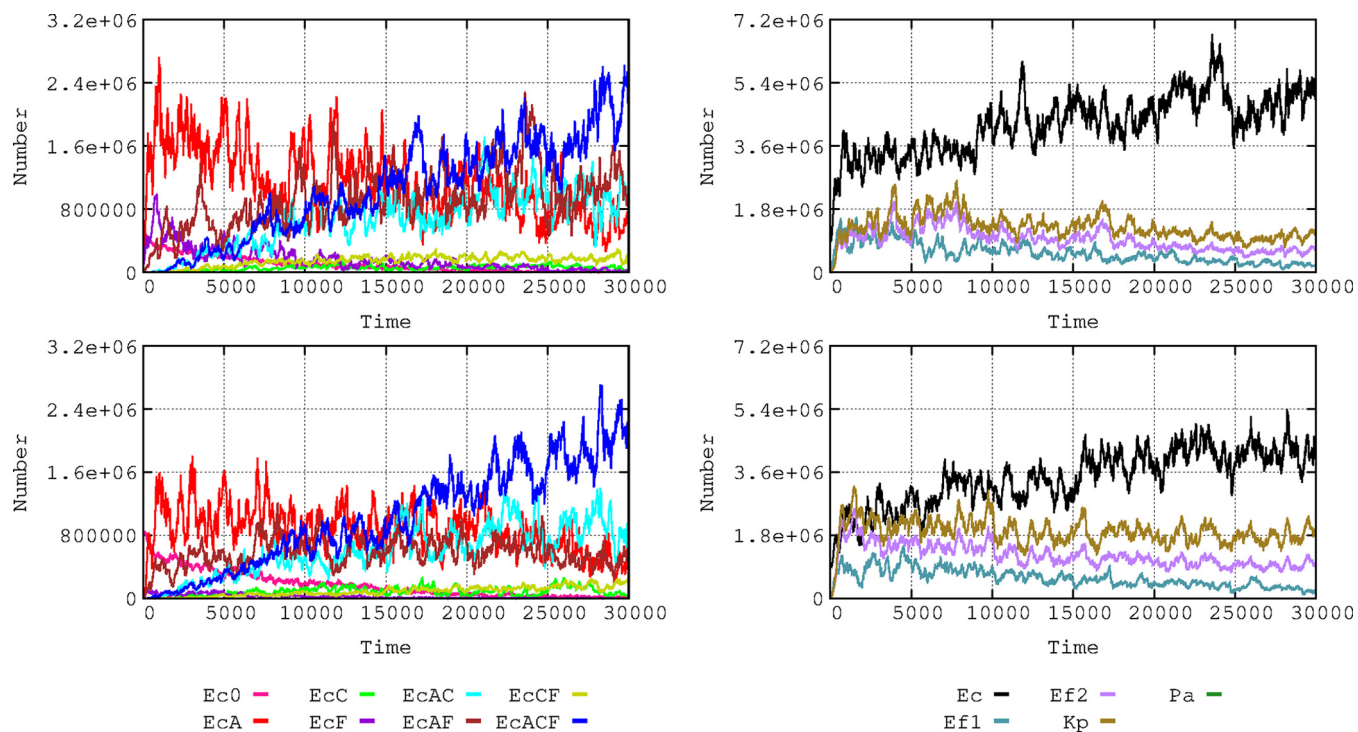 3.2e+06
2.4e+06
1.6e+06
800000
0
Number
0 5000 10000 15000 20000 25000 30000
Time
7.2e+06
5.4e+06
3.6e+06
1.8e+06
0
Number
0 5000 10000 15000 20000 25000 30000
Time
3.2e+06
2.4e+06
1.6e+06
800000
0
Number
0 5000 10000 15000 20000 25000 30000
Time
7.2e+06
5.4e+06
3.6e+06
1.8e+06
0
Number
0 5000 10000 15000 20000 25000 30000
Time
Ec0 EcC EcAC EcCF
EcA EcF EcAF EcACF
Ec Ef2 Pa
Ef1 Kp